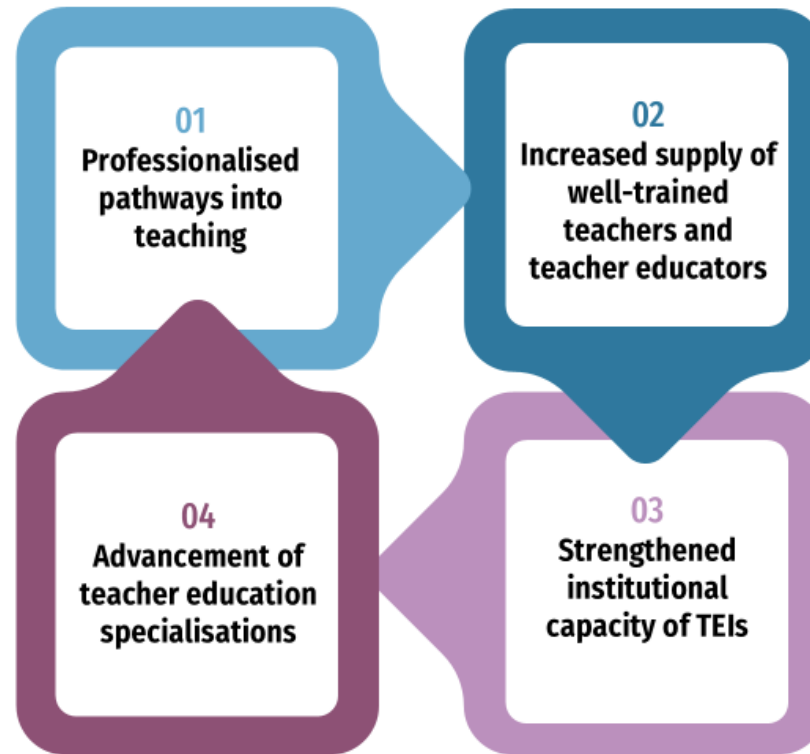 01
Professionalised
pathways into
teaching
02
Increased supply of
well-trained
teachers and
teacher educators
03
Strengthened
institutional
capacity of TEIs
04
Advancement of
teacher education
specialisations